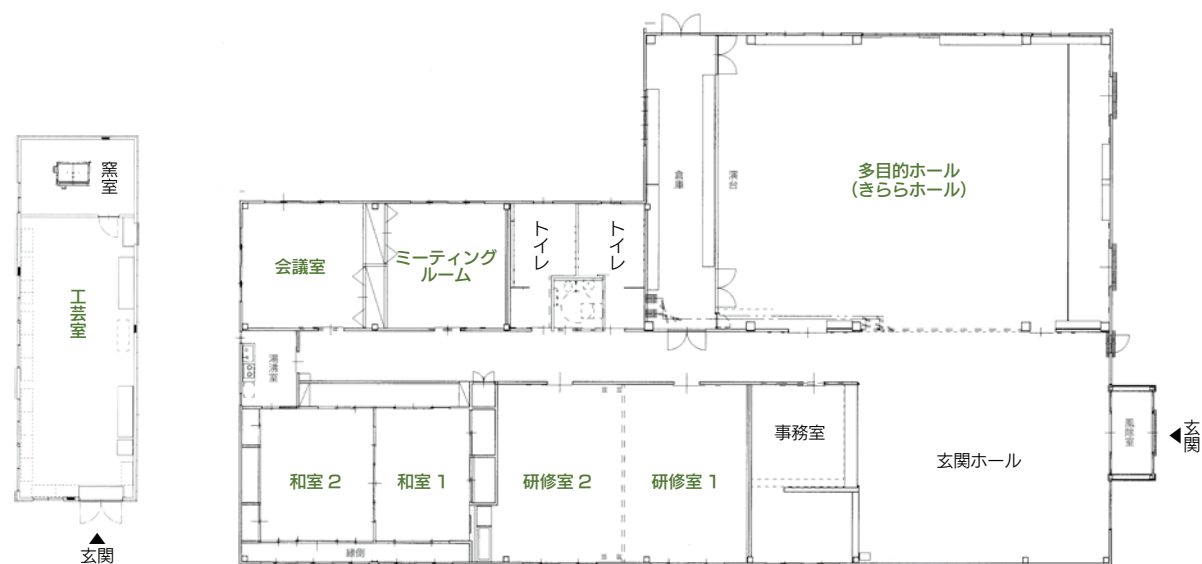 窯室
工芸室
玄関
多目的ホール
(きららホール)
倉庫
演台
会議室
ミーティング
ルーム
トイレ
トイレ
湯沸室
和室 2
和室 1
研修室 2
研修室 1
事務室
玄関ホール
風除室
玄関
縁側